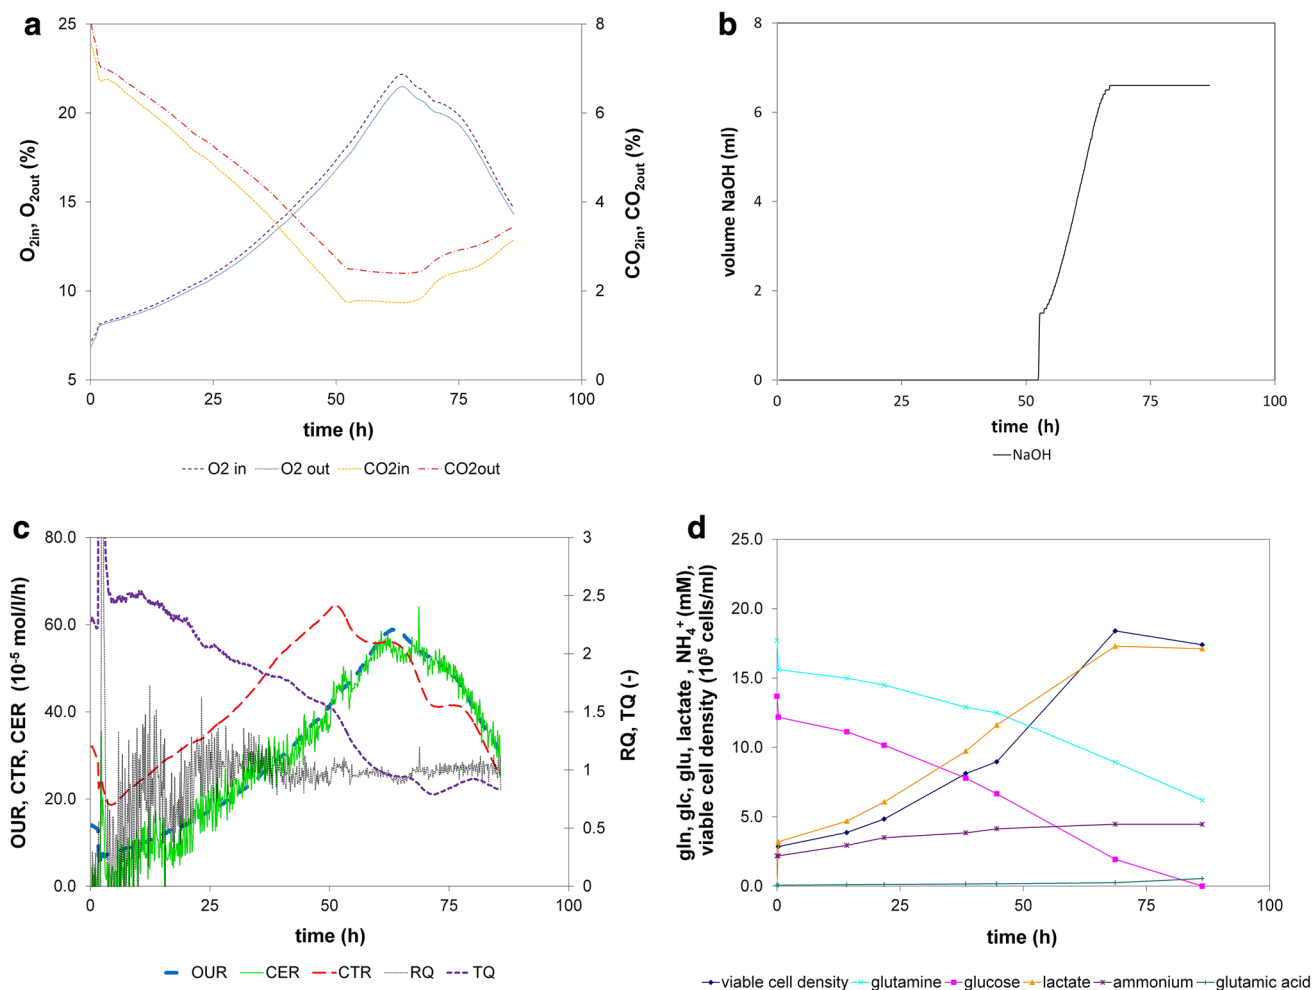 a
25
20
15
10
5
O2in, O2out (%)
8
6
4
2
0
CO2in, CO2out (%)
0 25 50 75 100
time (h)
O2 in O2 out CO2in CO2out
b
8
6
4
2
0
volume NaOH (ml)
0 25 50 75 100
time (h)
NaOH
c
80.0
60.0
40.0
20.0
0.0
OUR, CTR, CER (10-5 mol/l/h)
3
2.5
2
1.5
1
0.5
0
RQ, TQ (-)
0 25 50 75 100
time (h)
OUR CER CTR RQ TQ
d
25.0
20.0
15.0
10.0
5.0
0.0
gln, glc, glu, lactate , NH4+ (mM),
viable cell density (105 cells/ml)
0 25 50 75 100
time (h)
viable cell density glutamine glucose lactate ammonium glutamic acid